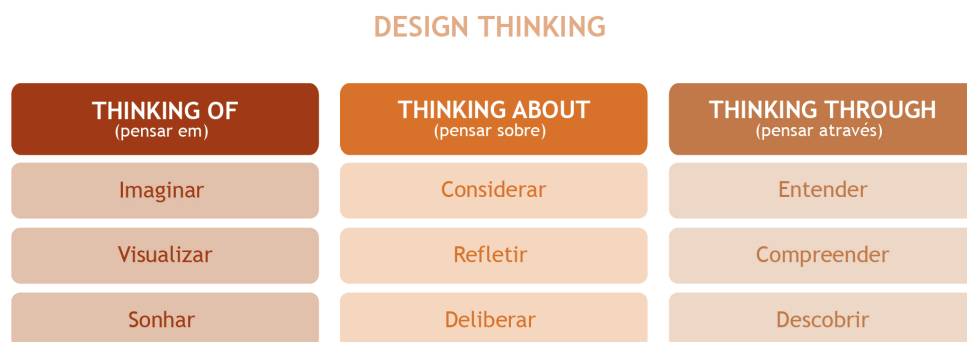 DESIGN THINKING
THINKING OF
(pensar em)
Imaginar
Visualizar
Sonhar
THINKING ABOUT
(pensar sobre)
Considerar
Refletir
Deliberar
THINKING THROUGH
(pensar através)
Entender
Compreender
Descobrir